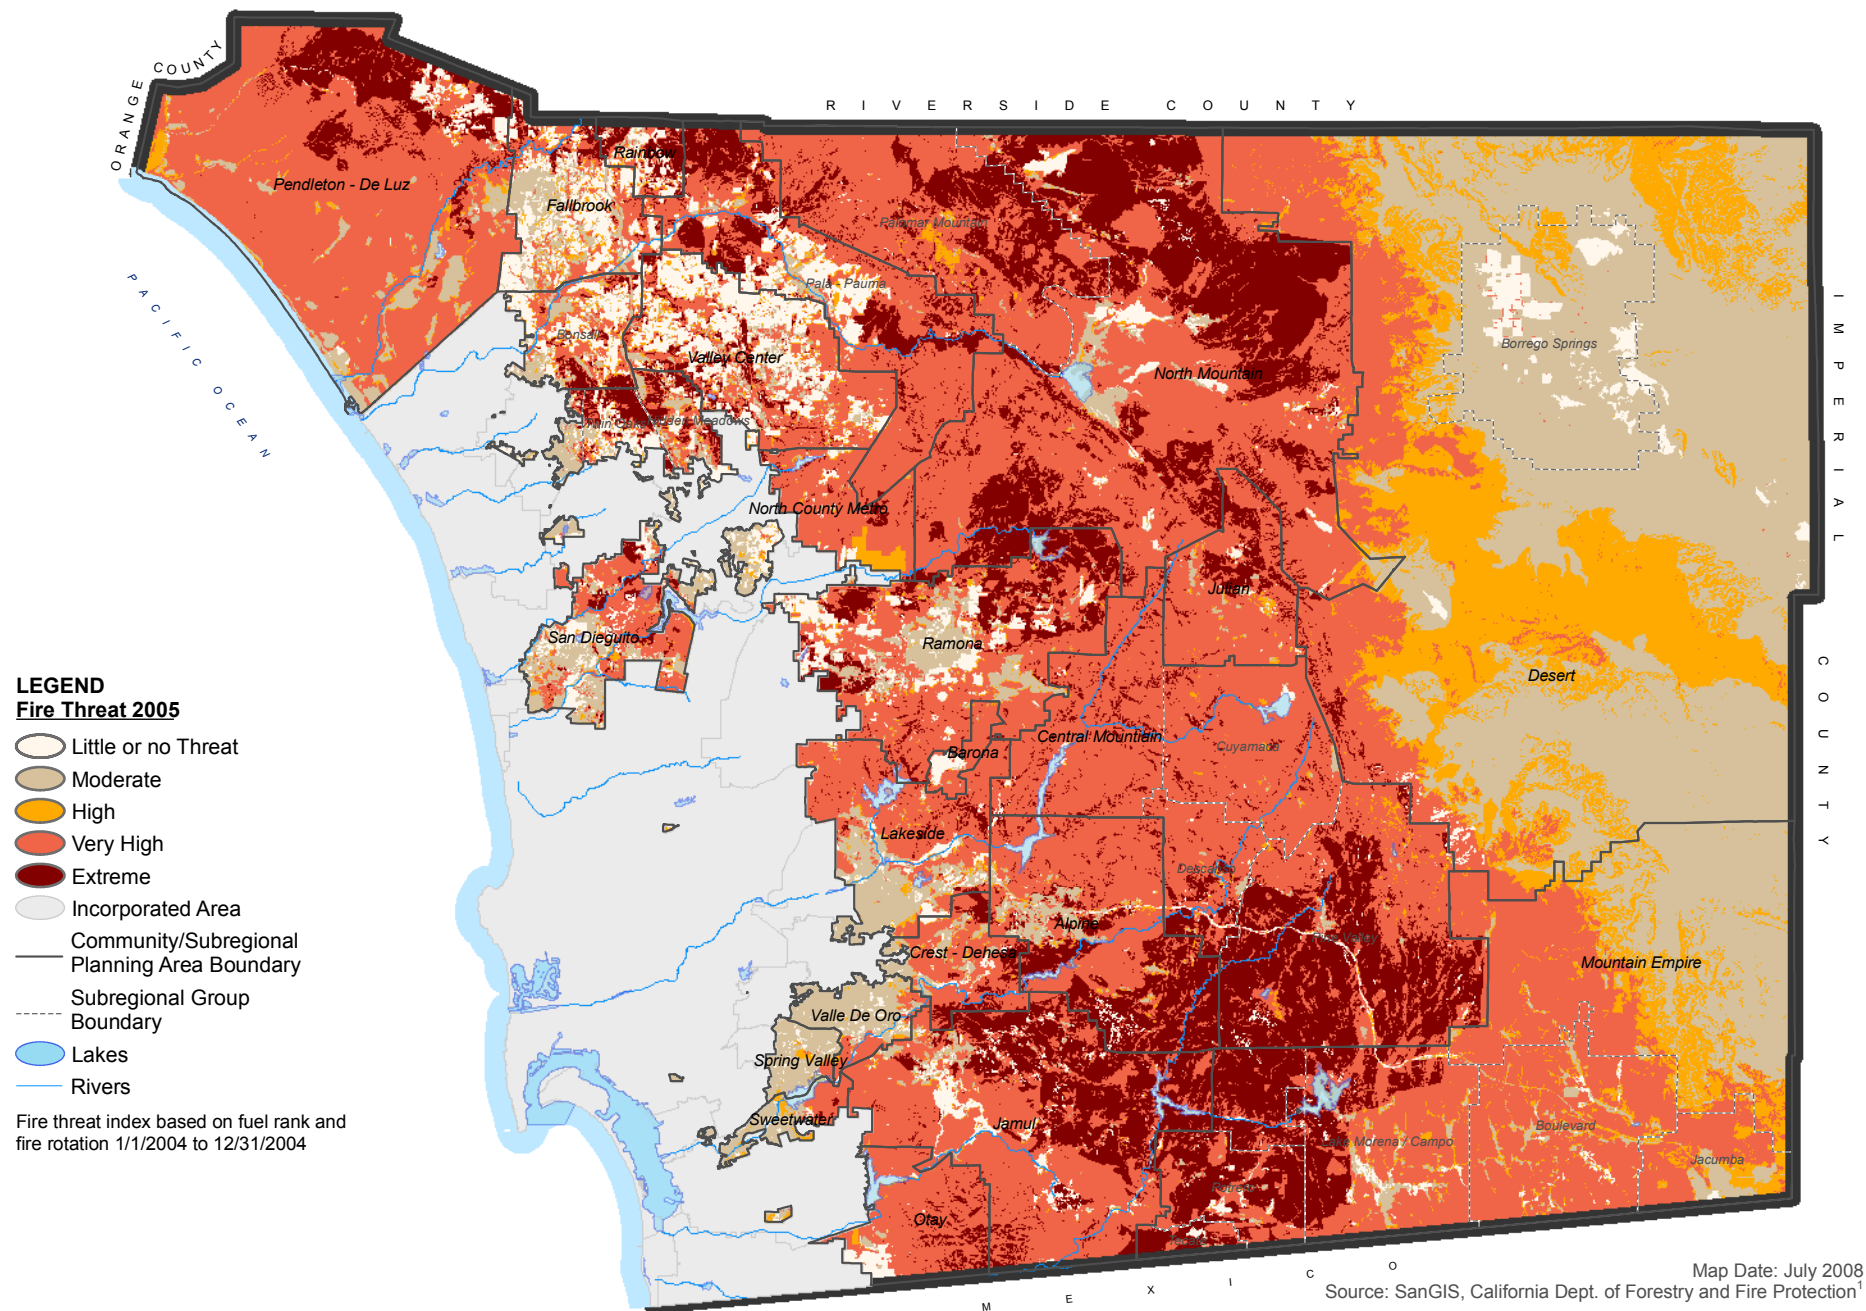 ORANGE COUNTY
RIVERSIDE COUNTY
Rainbow
Pendleton - De Luz
Fallbrook
Palomar Mountain
Pala - Pauma
PACIFIC OCEAN
IMPERIAL COUNTY
Bonsall
Valley Center
Borrego Springs
North Mountain
North County Metro
Julian
San Dieguito
Ramona
Desert
Central Mountain
Cuyamaca
Barona
Lakeside
Descanso
Alpine
Pine Valley
Crest - Dehesa
Mountain Empire
Valle De Oro
Spring Valley
Sweetwater
Jamul
Boulevard
Lake Morena / Campo
Jacumba
Potrero
Otay
MEXICO
LEGEND
Fire Threat 2005
Little or no Threat
Moderate
High
Very High
Extreme
Incorporated Area
Community/Subregional
Planning Area Boundary
Subregional Group
Boundary
Lakes
Rivers
Fire threat index based on fuel rank and
fire rotation 1/1/2004 to 12/31/2004
Map Date: July 2008
Source: SanGIS, California Dept. of Forestry and Fire Protection1